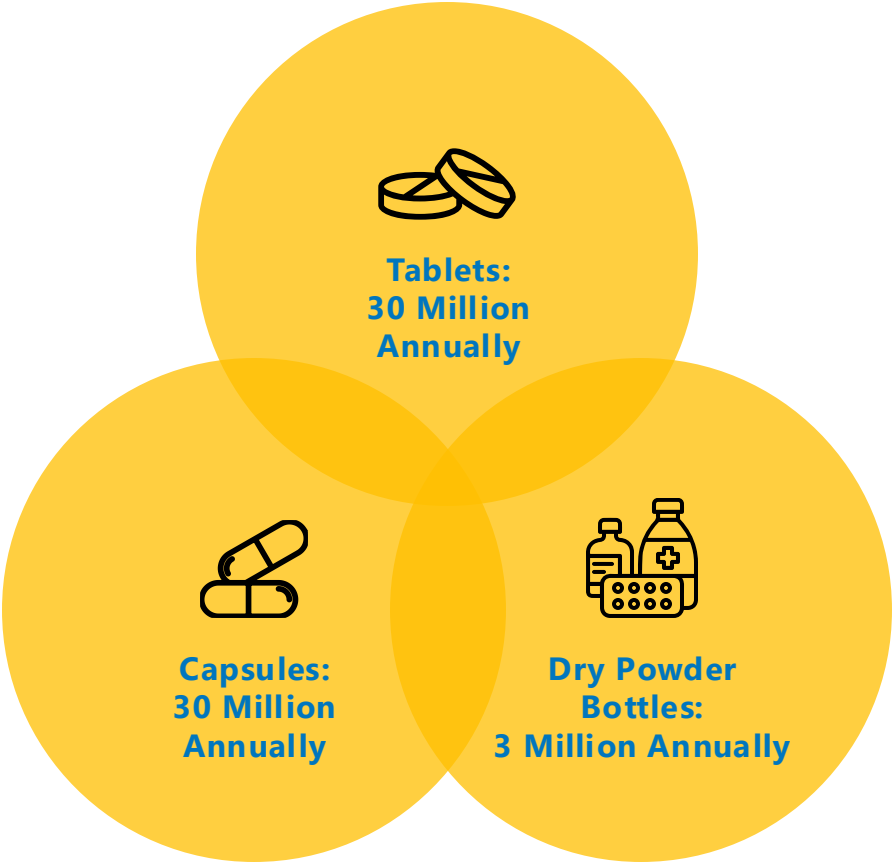 Tablets:
30 Million
Annually
Capsules:
30 Million
Annually
Dry Powder
Bottles:
3 Million Annually